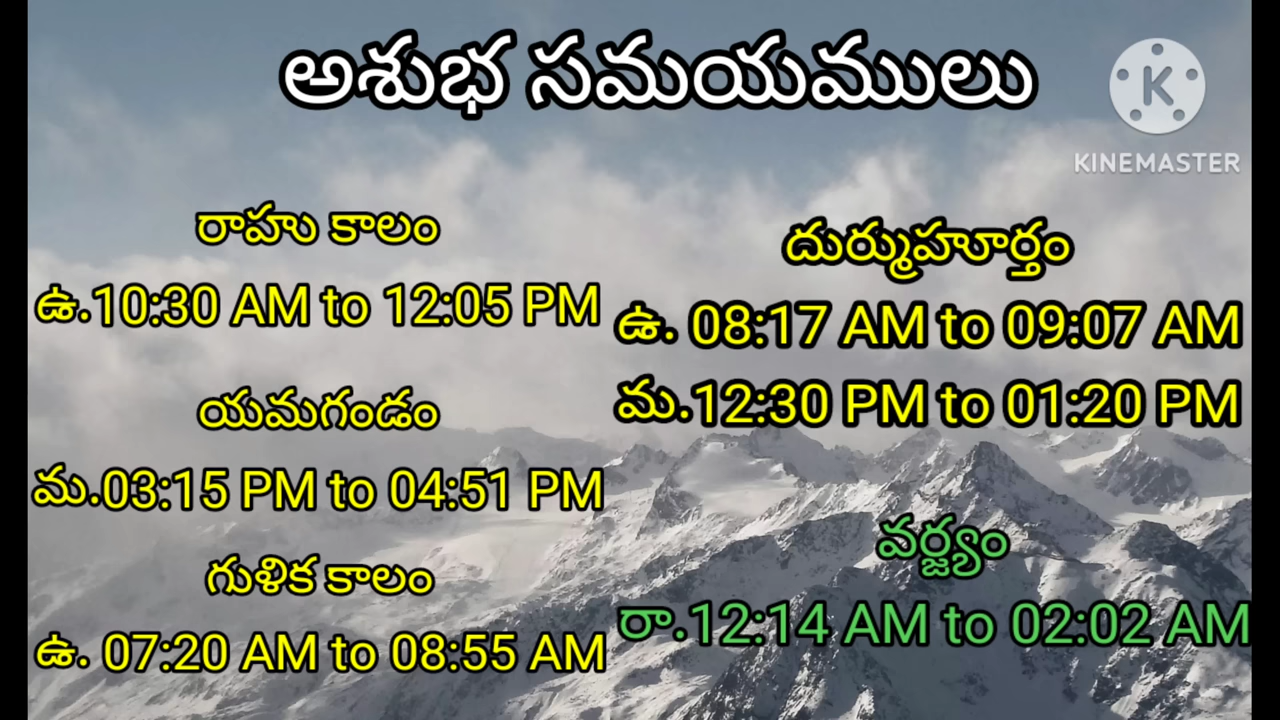 అశుభ సమయములు
K
KINEMASTER
రాహు కాలం
ఉ.10:30 AM to 12:05 PM
యమగండం
మ.03:15 PM to 04:51 PM
గుళిక కాలం
ఉ. 07:20 AM to 08:55 AM
దుర్ముహూర్తం
ఉ. 08:17 AM to 09:07 AM
మ.12:30 PM to 01:20 PM
వర్జ్యం
రా.12:14 AM to 02:02 AM